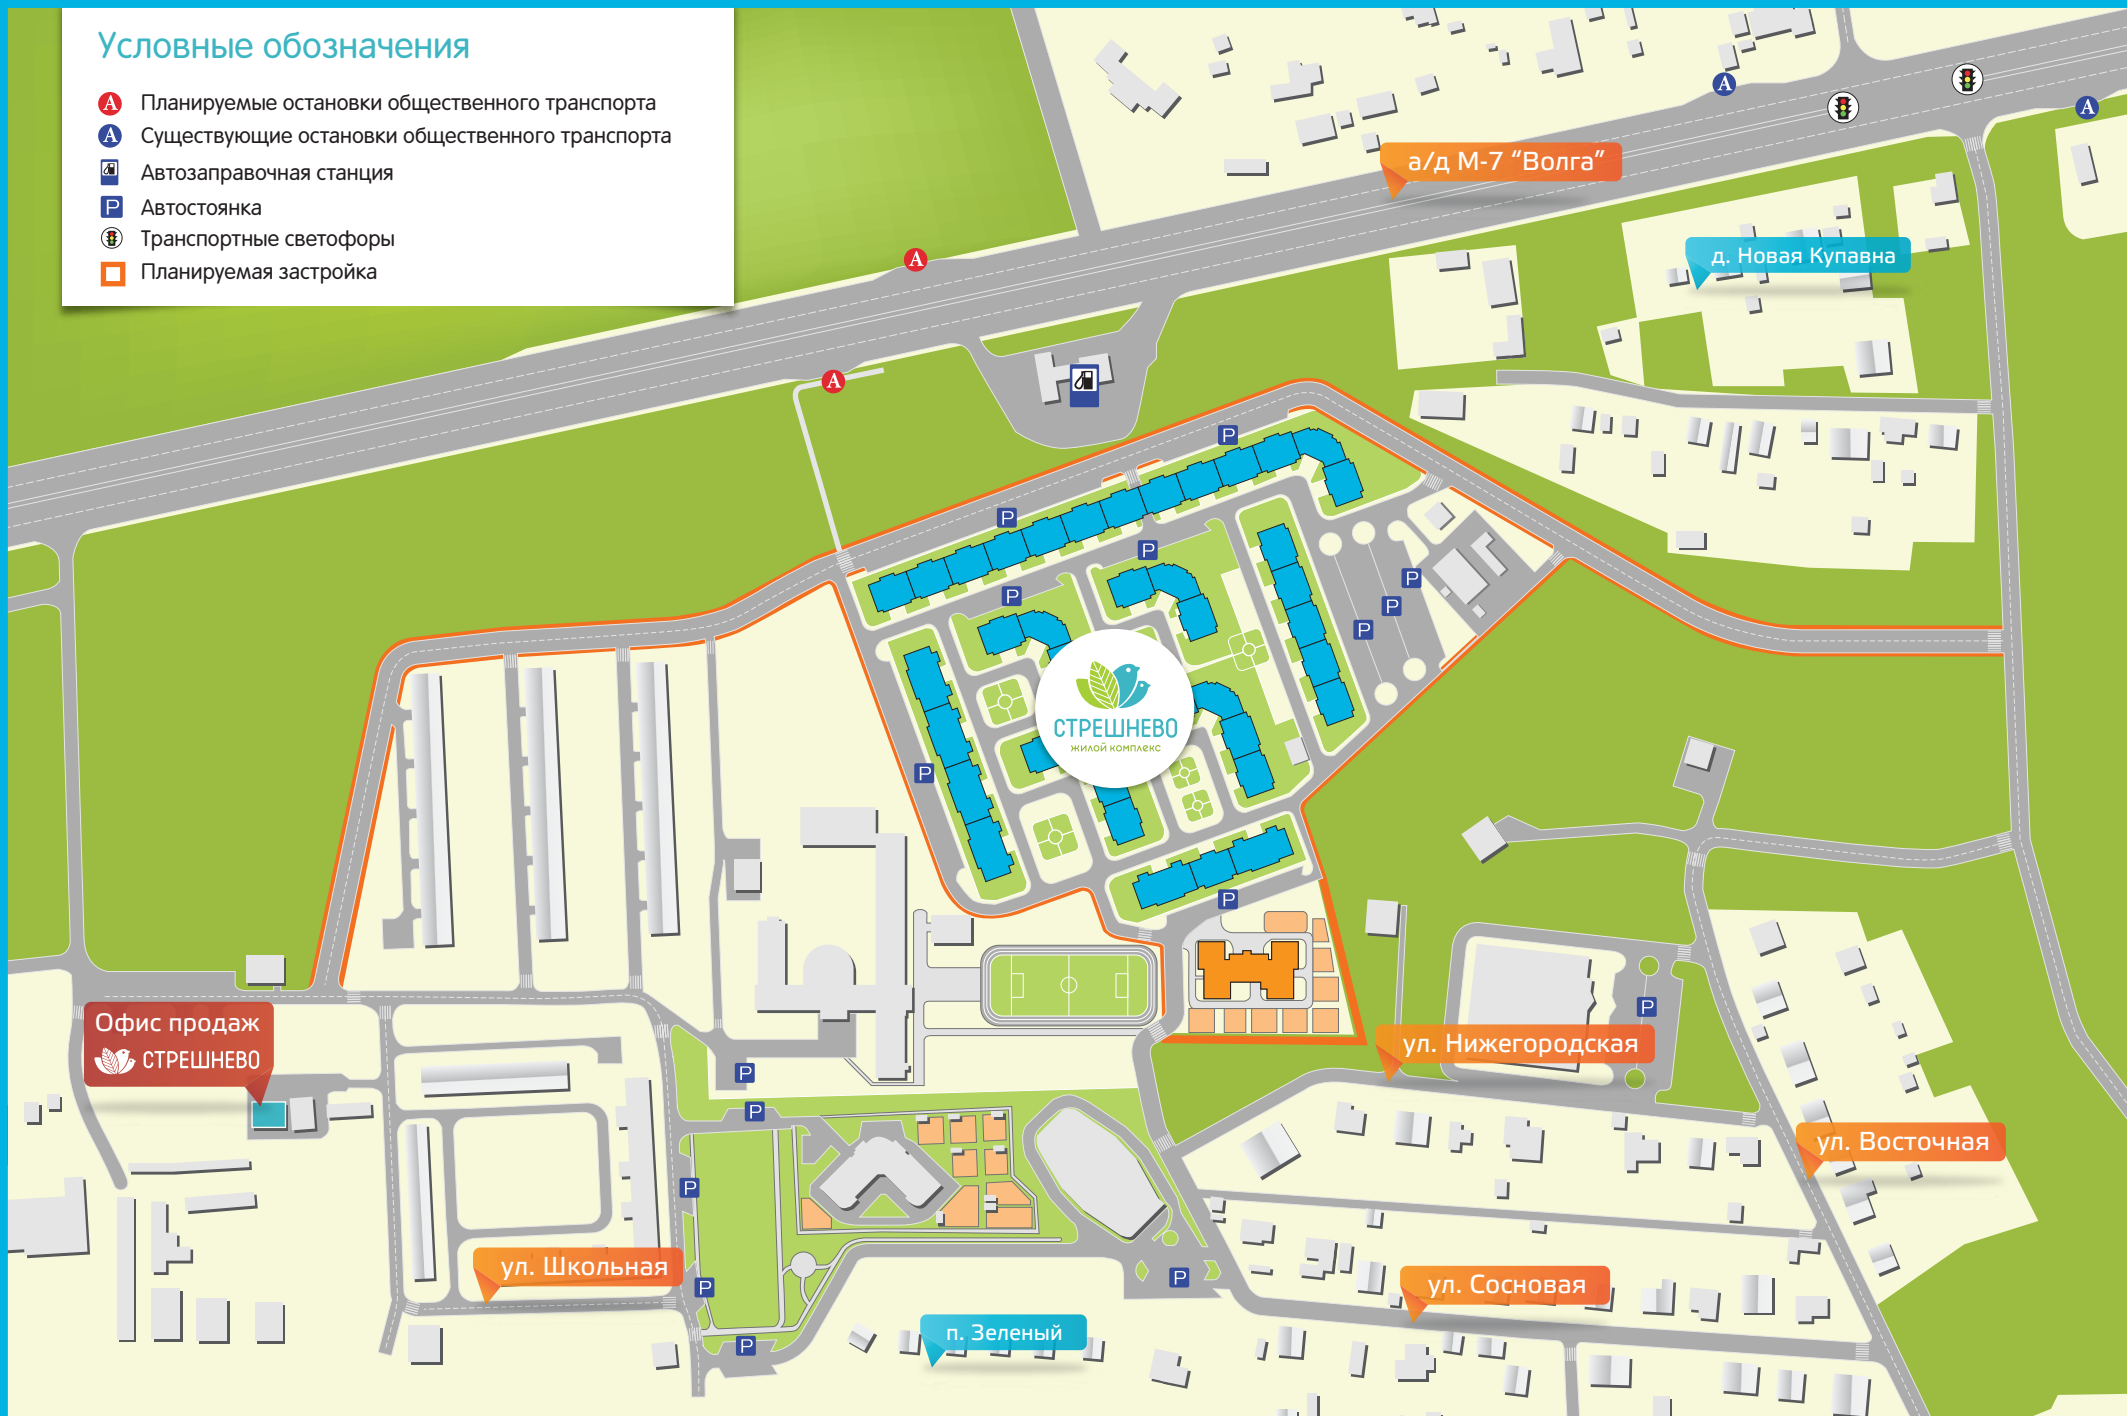 Условные обозначения
А Планируемые остановки общественного транспорта
А Существующие остановки общественного транспорта
Автозаправочная станция
P Автостоянка
Транспортные светофоры
Планируемая застройка
А
А
а/д М-7 “Волга”
А
А
д. Новая Купавна
P
P
P
P
P
P
P
СТРЕШНЕВО
ЖИЛОЙ КОМПЛЕКС
P
P
P
Офис продаж
СТРЕШНЕВО
ул. Нижегородская
P
P
P
ул. Восточная
P
P
P
P
ул. Школьная
ул. Сосновая
п. Зеленый